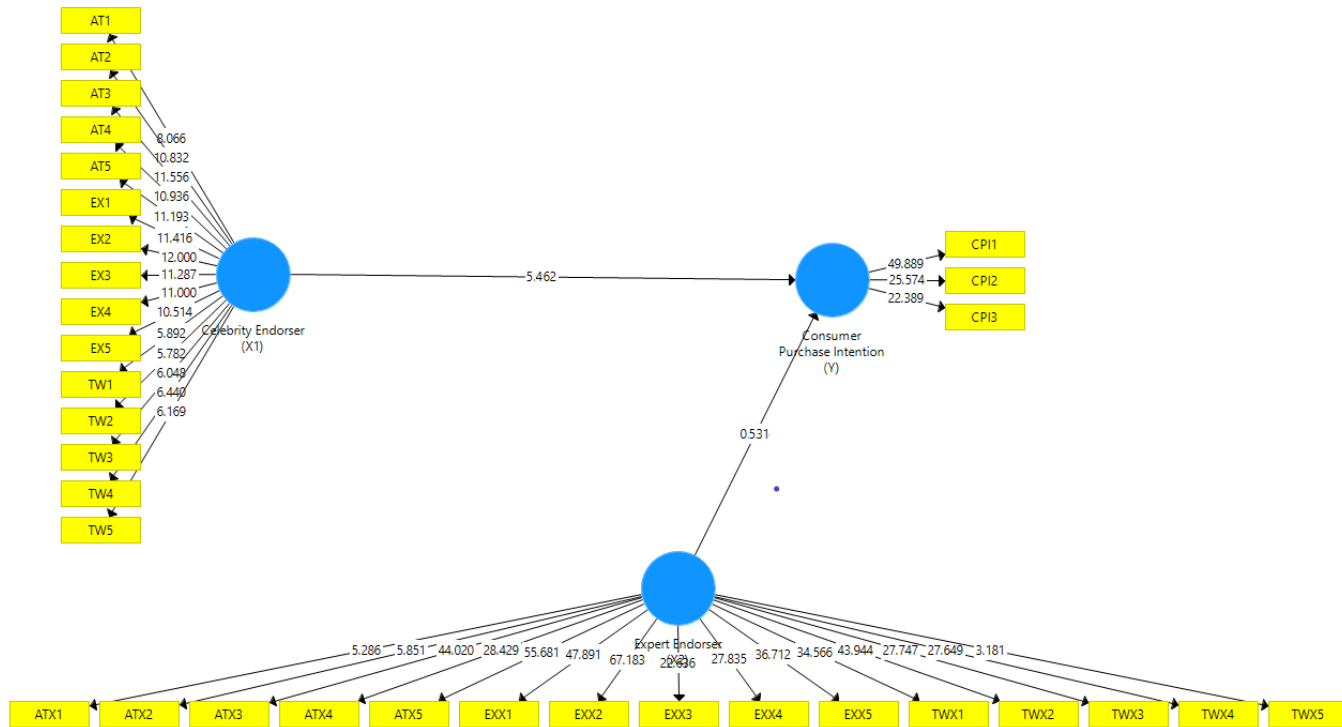 AT1
AT2
AT3
AT4
AT5
EX1
EX2
EX3
EX4
EX5
TW1
TW2
TW3
TW4
TW5
8.066
10.832
11.556
10.936
11.193
11.416
12.000
11.287
11.000
10.514
5.892
5.782
6.048
6.440
6.169
Celebrity Endorser
(X1)
5.462
49.889
25.574
22.389
CPI1
CPI2
CPI3
Consumer
Purchase Intention
(Y)
0.531
Expert Endorser
(X2)
5.286
5.851
44.020
28.429
55.681
47.891
67.183
22.636
27.835
36.712
34.566
43.944
27.747
27.649
3.181
ATX1
ATX2
ATX3
ATX4
ATX5
EXX1
EXX2
EXX3
EXX4
EXX5
TWX1
TWX2
TWX3
TWX4
TWX5